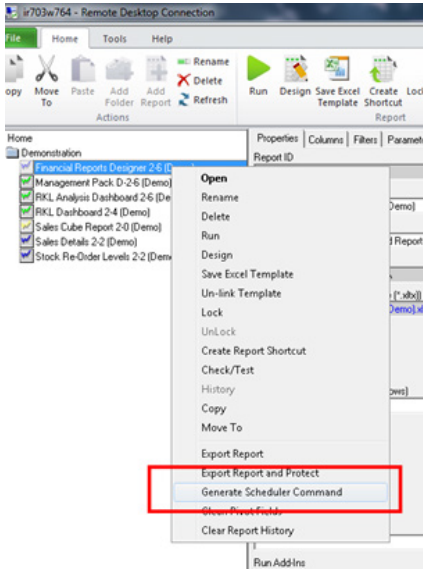 ir703w764 - Remote Desktop Connection
File Home Tools Help
Copy Move To Paste Add Folder Add Report Rename Delete Refresh
Run Design Save Excel Template Create Shortcut
Actions Report
Home
Demonstration
Financial Reports Designer 2-6
Management Pack D-2-6 (Demo)
RKL Analysis Dashboard 2-6
RKL Dashboard 2-4 (Demo)
Sales Cube Report 2-0 (Demo)
Sales Details 2-2 (Demo)
Stock Re-Order Levels 2-2
Properties Columns Filters
Report ID
Open
Rename
Delete
Run
Design
Save Excel Template
Un-link Template
Lock
UnLock
Create Report Shortcut
Check/Test
History
Copy
Move To
Export Report
Export Report and Protect
Generate Scheduler Command
Clean Pivot Fields
Clear Report History
Run Add-Ins